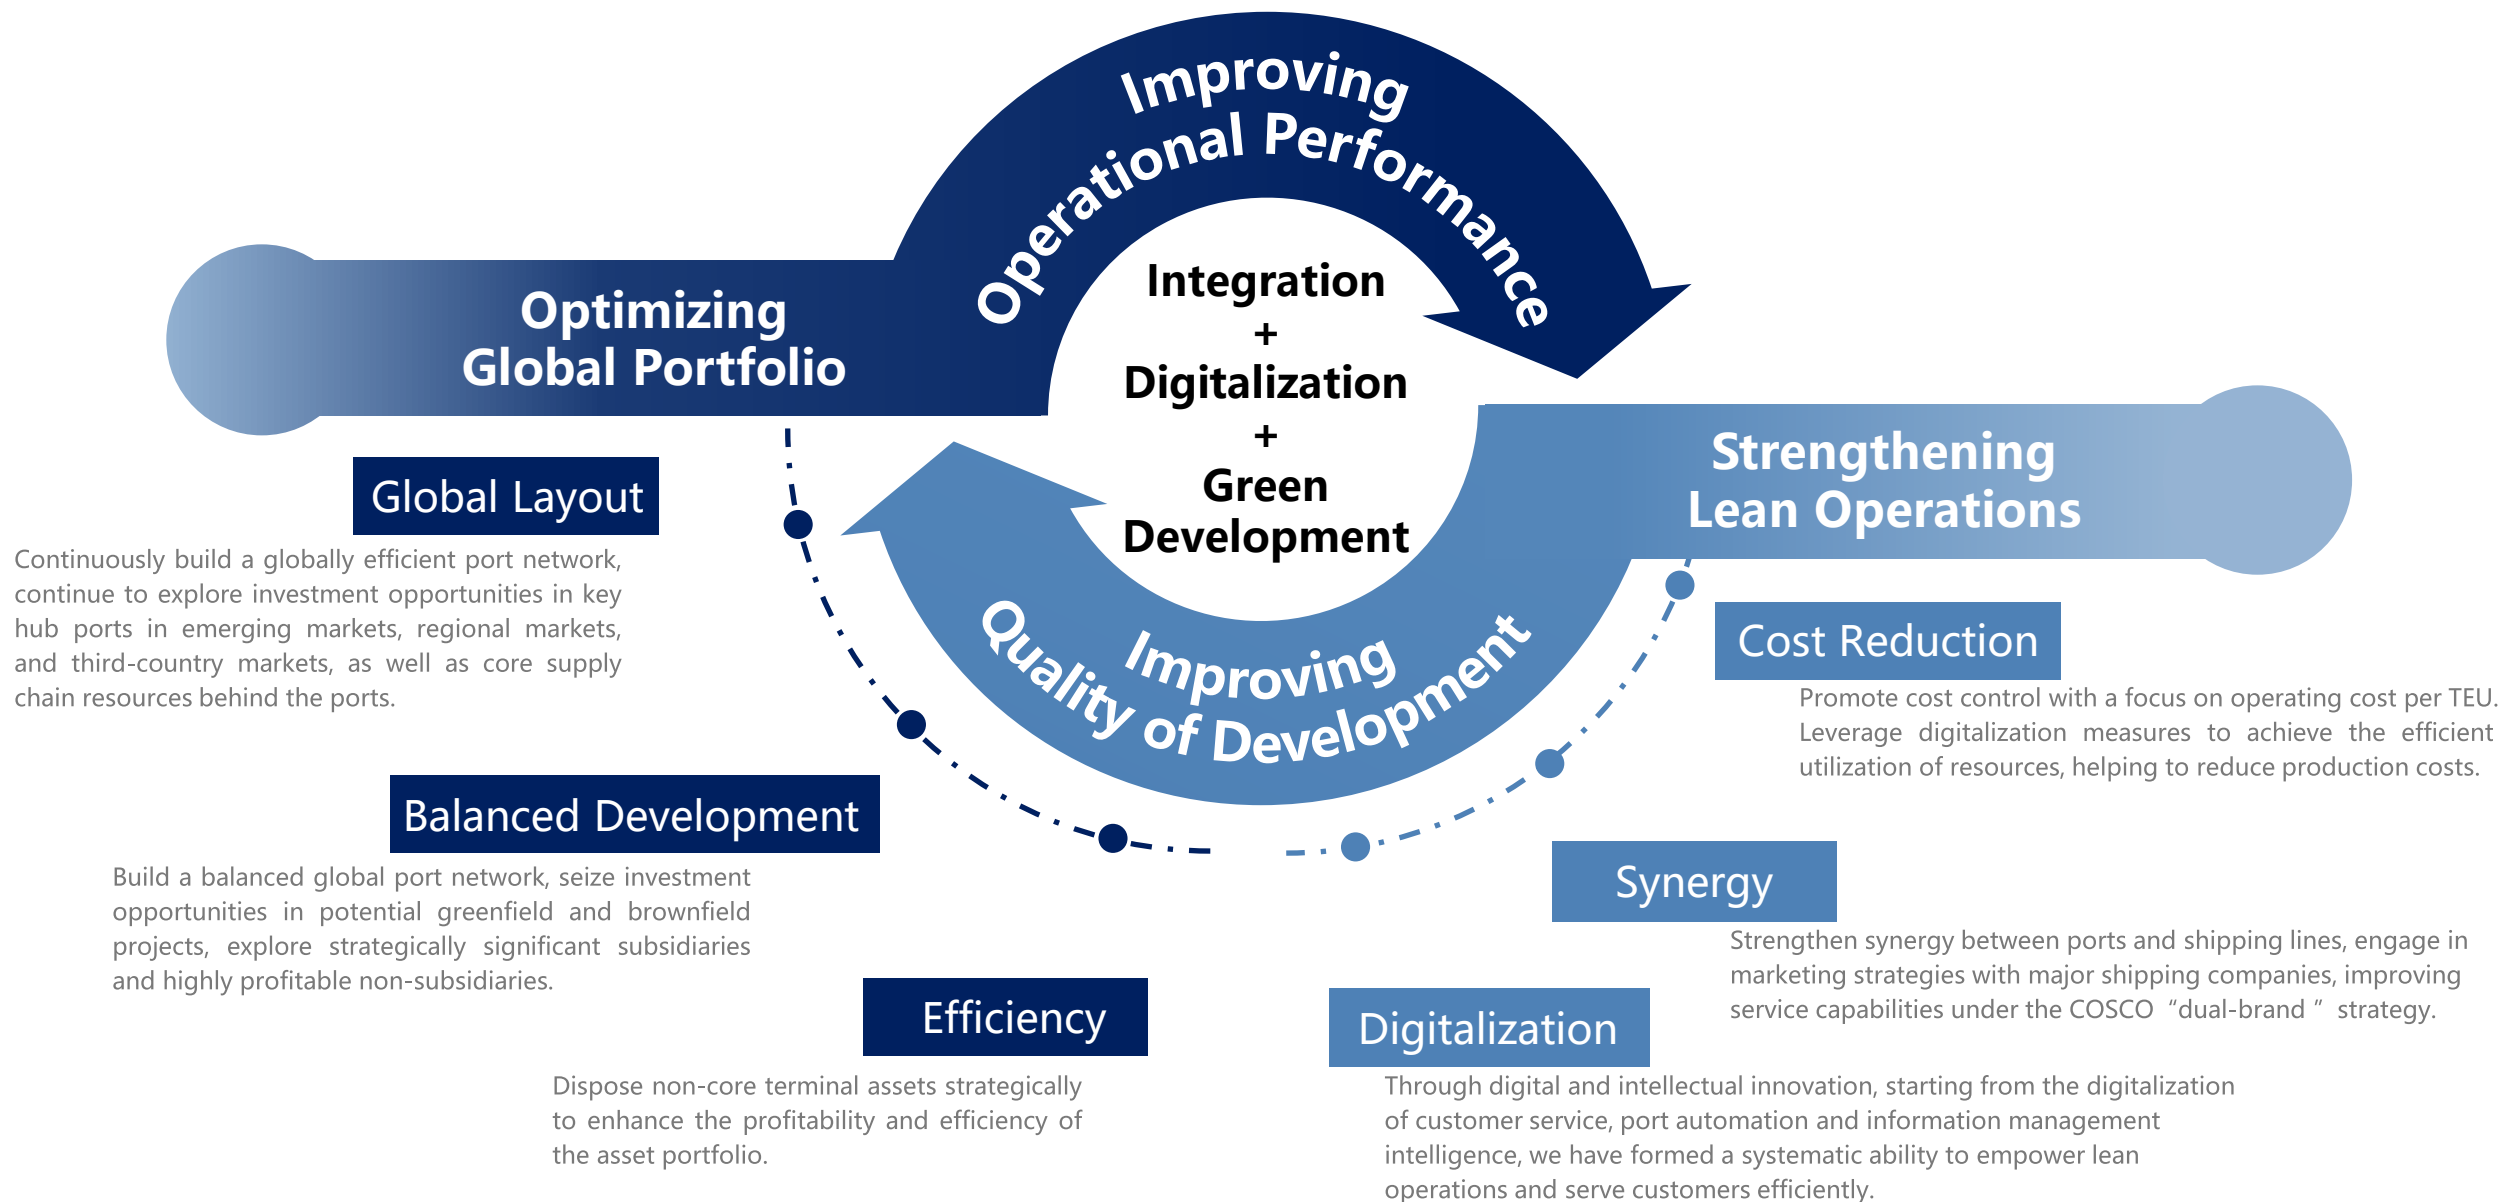 Improving
Operational Performance
Optimizing
Global Portfolio
Integration
+
Digitalization
+
Green
Development
Strengthening
Lean Operations
Improving
Quality of Development
Global Layout
Continuously build a globally efficient port network,
continue to explore investment opportunities in key
hub ports in emerging markets, regional markets,
and third-country markets, as well as core supply
chain resources behind the ports.
Balanced Development
Build a balanced global port network, seize investment
opportunities in potential greenfield and brownfield
projects, explore strategically significant subsidiaries
and highly profitable non-subsidiaries.
Efficiency
Dispose non-core terminal assets strategically
to enhance the profitability and efficiency of
the asset portfolio.
Cost Reduction
Promote cost control with a focus on operating cost per TEU.
Leverage digitalization measures to achieve the efficient
utilization of resources, helping to reduce production costs.
Synergy
Strengthen synergy between ports and shipping lines, engage in
marketing strategies with major shipping companies, improving
service capabilities under the COSCO “dual-brand ” strategy.
Digitalization
Through digital and intellectual innovation, starting from the digitalization
of customer service, port automation and information management
intelligence, we have formed a systematic ability to empower lean
operations and serve customers efficiently.